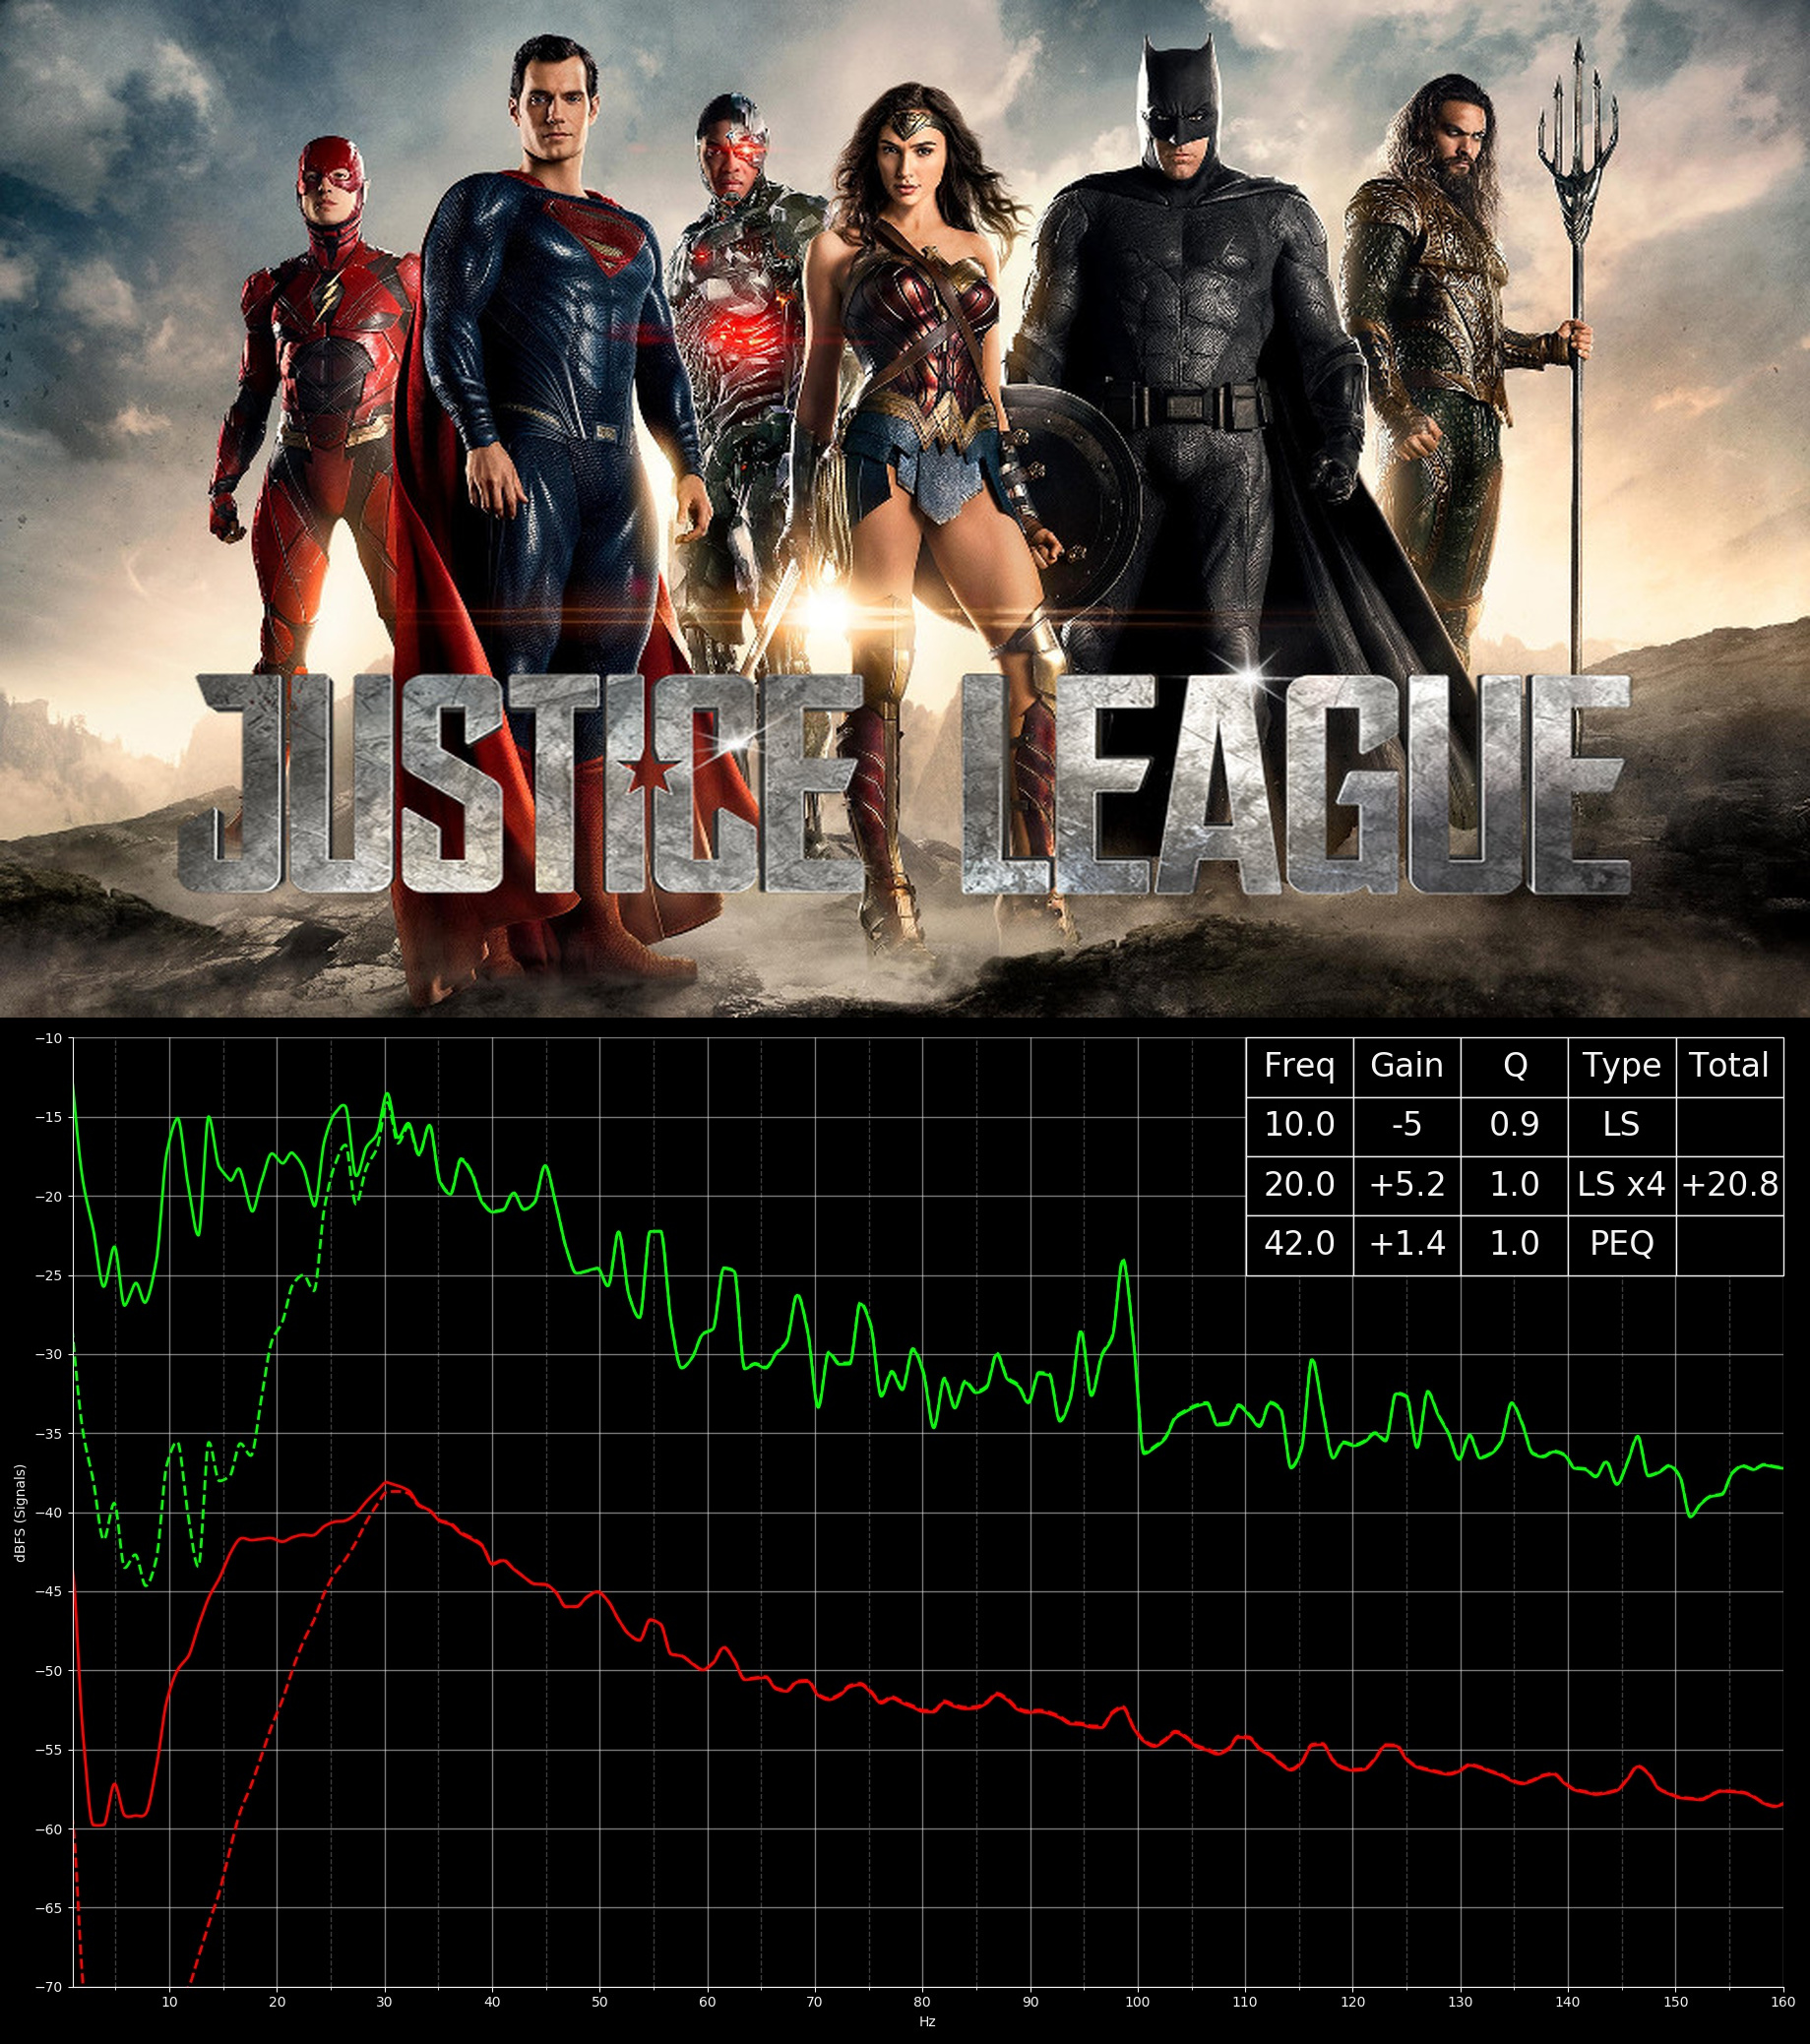 JUSTICE LEAGUE
Freq Gain Q Type Total
10.0 -5 0.9 LS
20.0 +5.2 1.0 LS x4 +20.8
42.0 +1.4 1.0 PEQ
−10
−15
−20
−25
−30
−35
−40
−45
−50
−55
−60
−65
−70
dBFS (Signals)
10 20 30 40 50 60 70 80 90 100 110 120 130 140 150 160
Hz